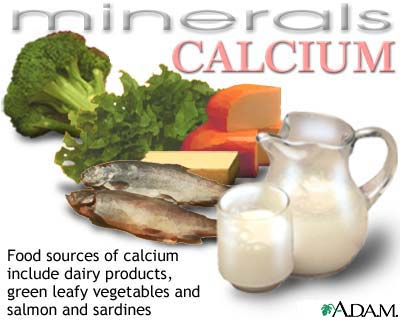 minerals
CALCIUM
Food sources of calcium
include dairy products,
green leafy vegetables and
salmon and sardines
A.D.A.M.